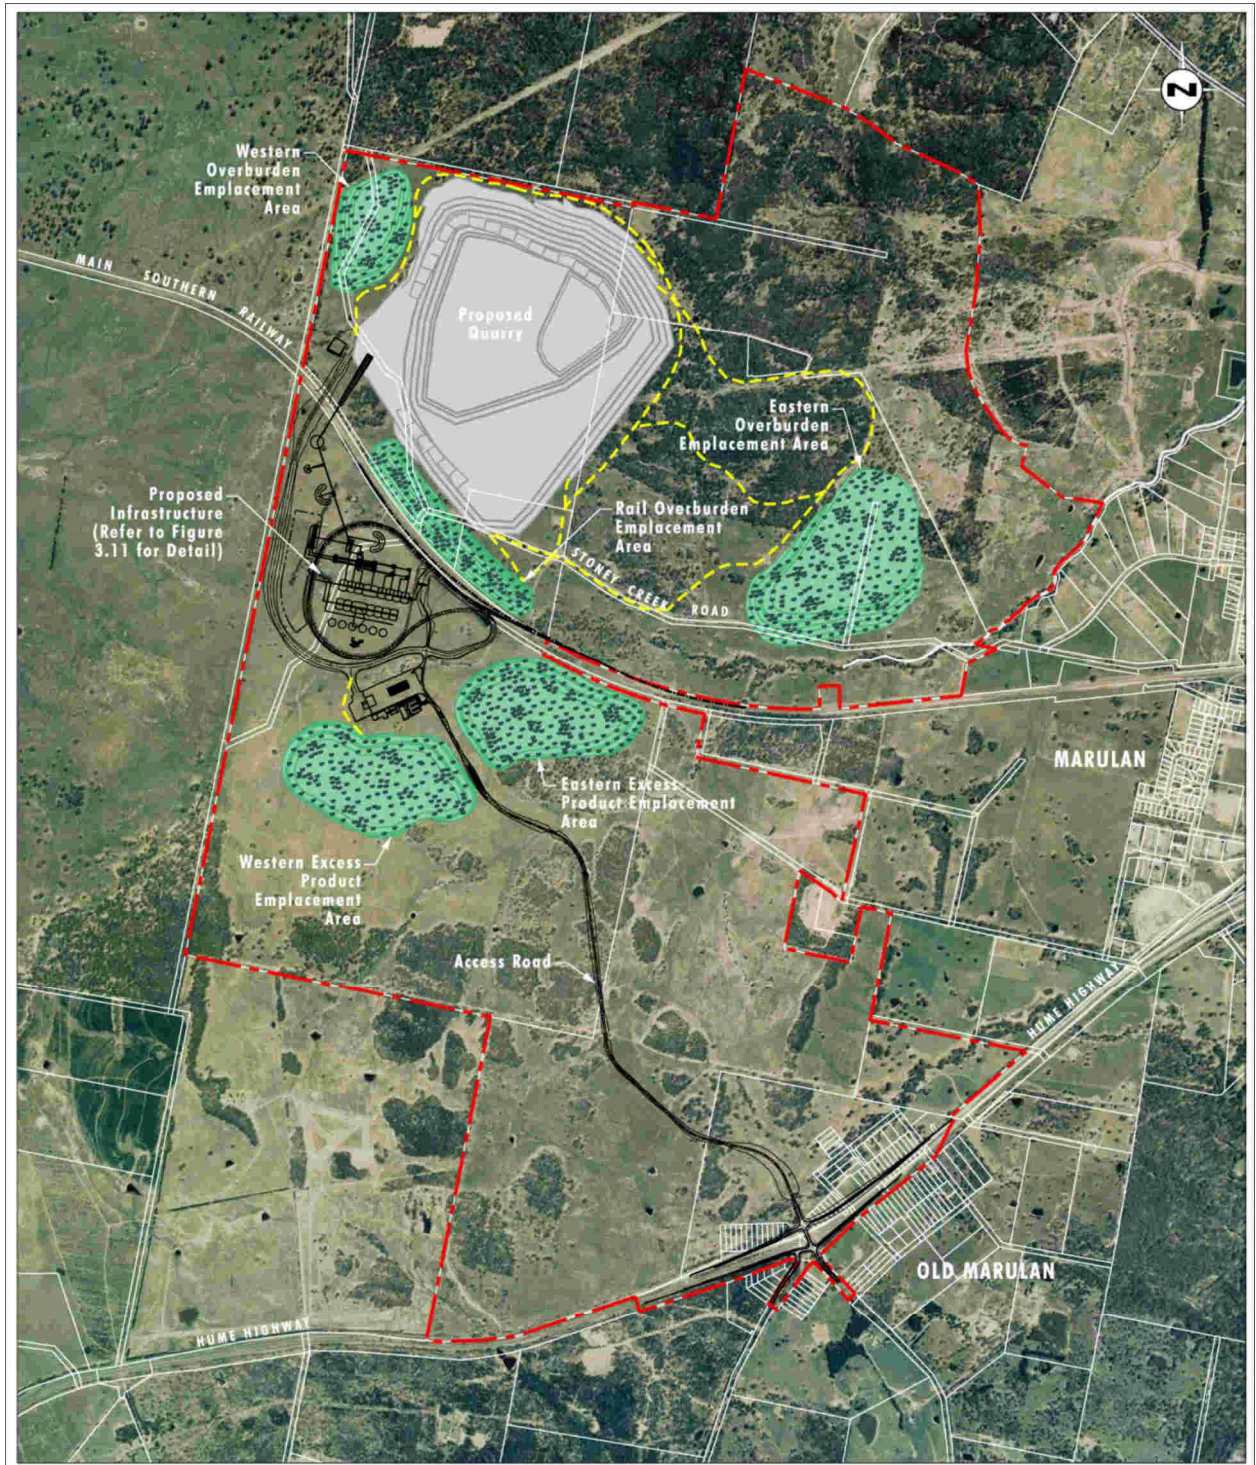 N
Western
Overburden
Emplacement
Area
MAIN SOUTHERN RAILWAY
Proposed
Quarry
Eastern
Overburden
Emplacement Area
Proposed
Infrastructure
(Refer to Figure
3.11 for Detail)
Rail Overburden
Emplacement
Area
STONEY CREEK ROAD
MARULAN
Eastern Excess
Product Emplacement
Area
Western Excess
Product
Emplacement
Area
Access Road
HUME HIGHWAY
OLD MARULAN
HUME HIGHWAY